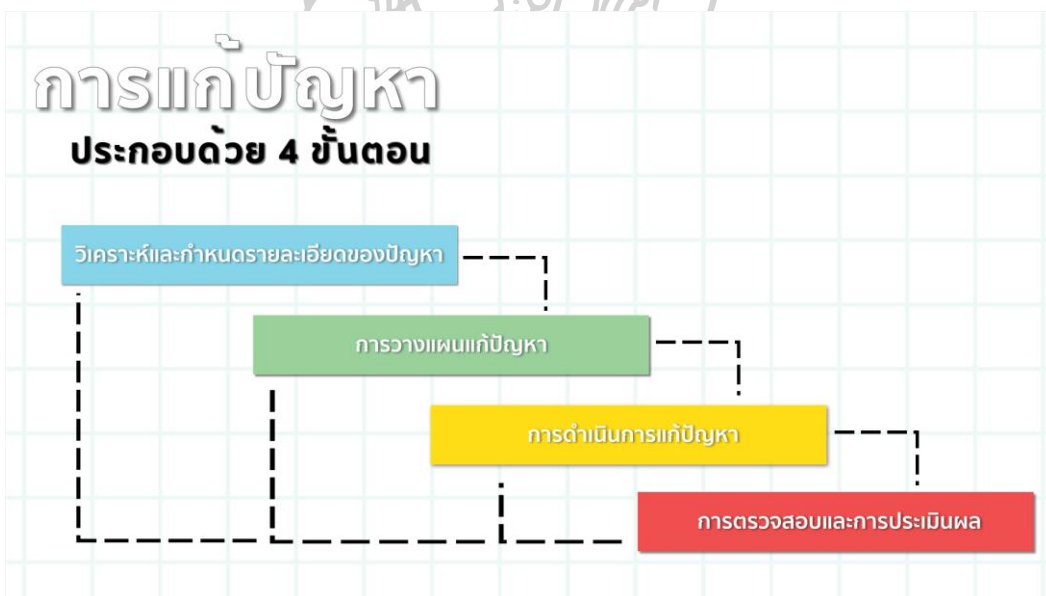 การแก้ปัญหา
ประกอบด้วย 4 ขั้นตอน
วิเคราะห์และกำหนดรายละเอียดของปัญหา
การวางแผนแก้ปัญหา
การดำเนินการแก้ปัญหา
การตรวจสอบและการประเมินผล